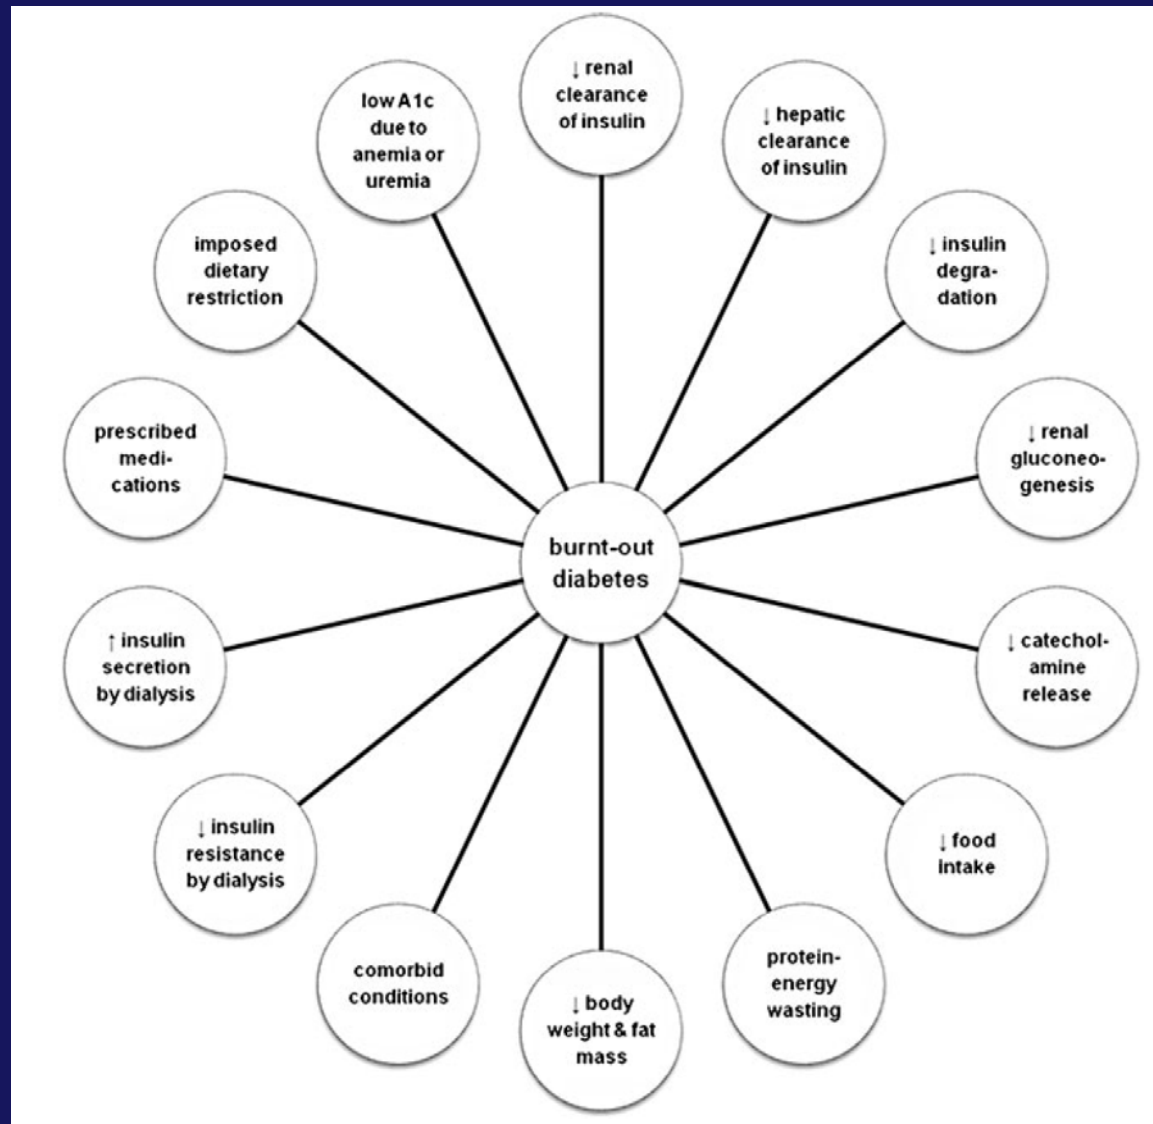 ↓ renal
clearance
of insulin
↓ hepatic
clearance
of insulin
↓ insulin
degra-
dation
↓ renal
gluconeo-
genesis
↓ catechol-
amine
release
↓ food
intake
protein-
energy
wasting
↓ body
weight & fat
mass
comorbid
conditions
↓ insulin
resistance
by dialysis
↑ insulin
secretion
by dialysis
prescribed
medi-
cations
imposed
dietary
restriction
low A1c
due to
anemia or
uremia
burnt-out
diabetes